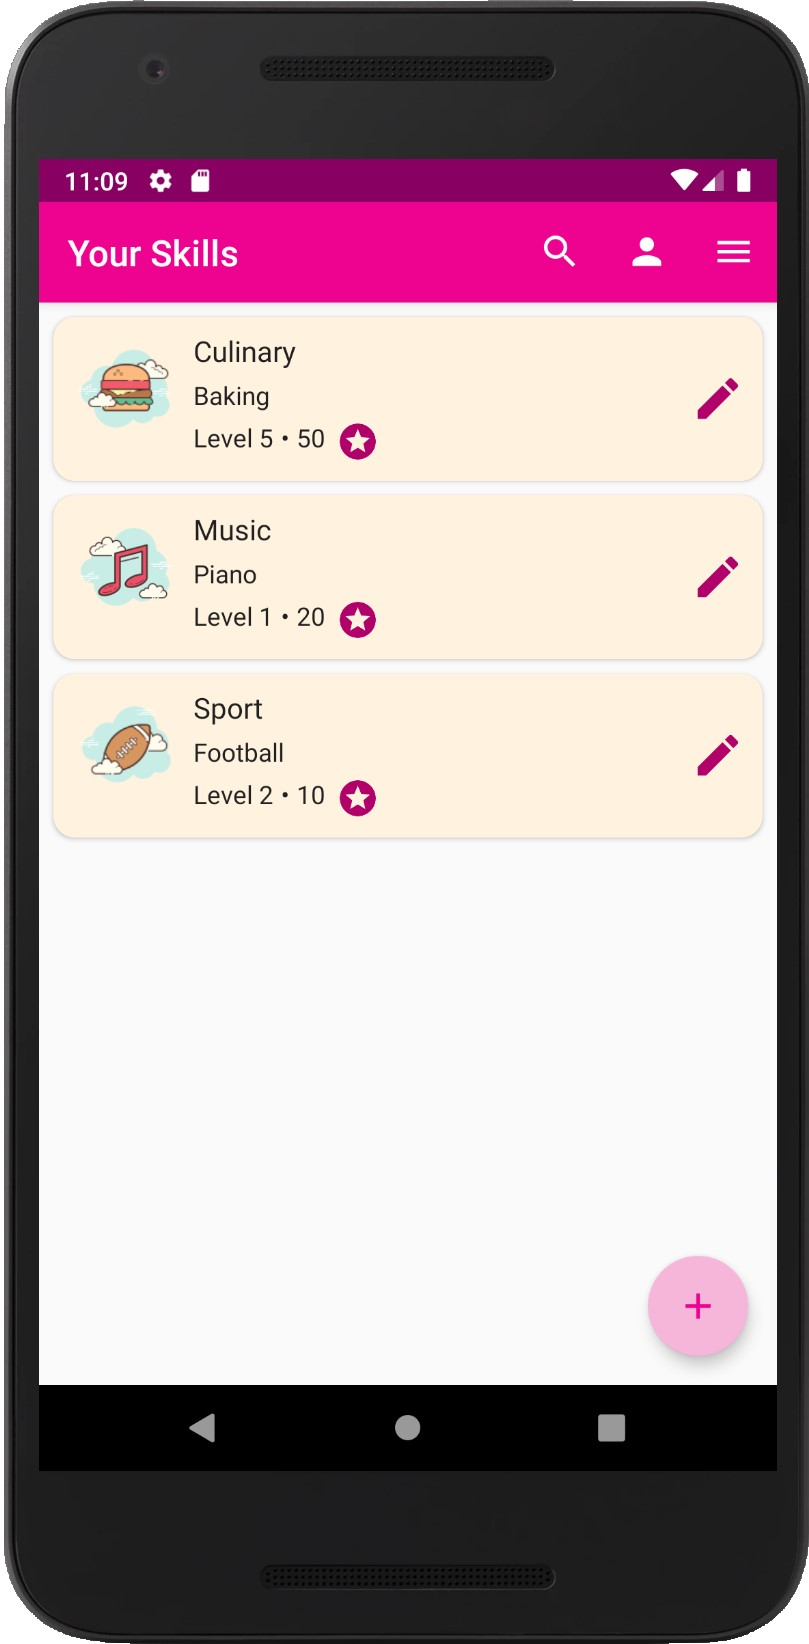 11:09
Your Skills
Culinary
Baking
Level 5 • 50
Music
Piano
Level 1 • 20
Sport
Football
Level 2 • 10